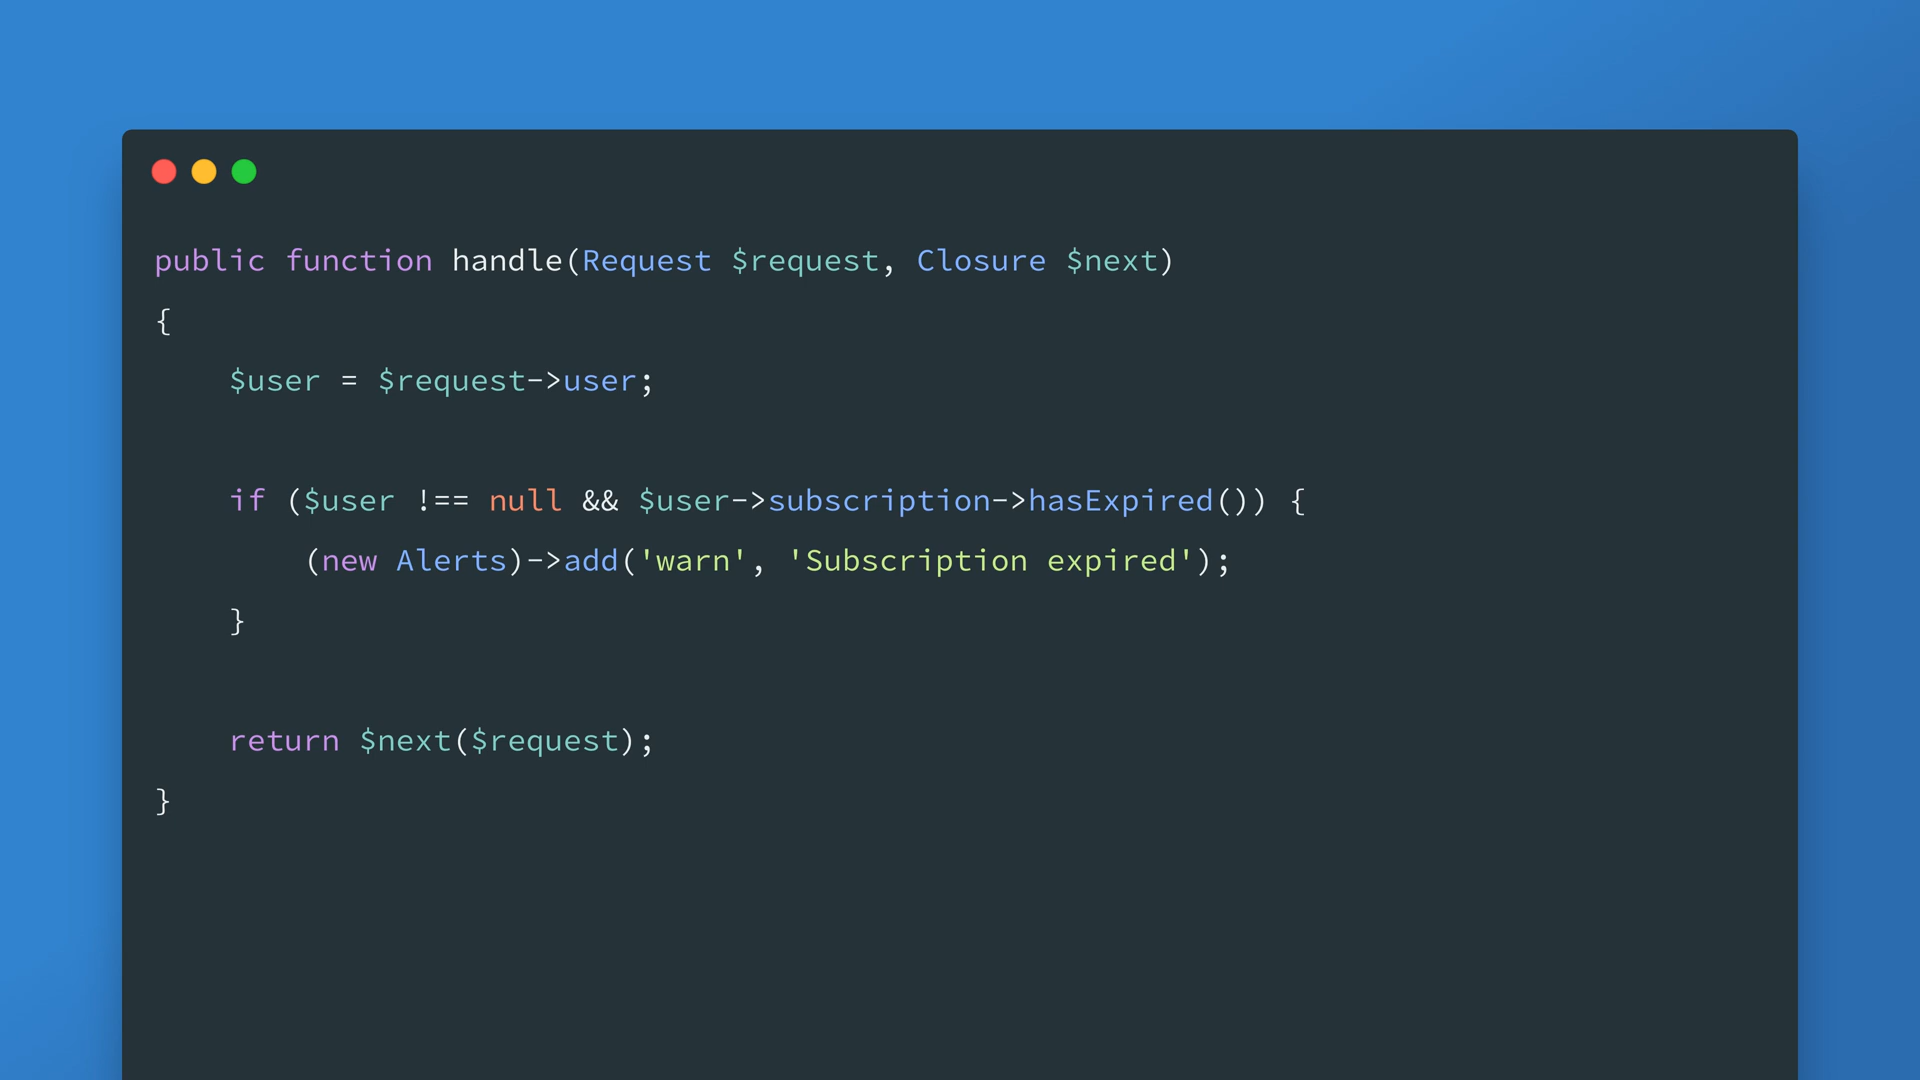 public function handle(Request $request, Closure $next)
{
    $user = $request->user;
    if ($user !== null && $user->subscription->hasExpired()) {
        (new Alerts)->add('warn', 'Subscription expired');
    }
    return $next($request);
}